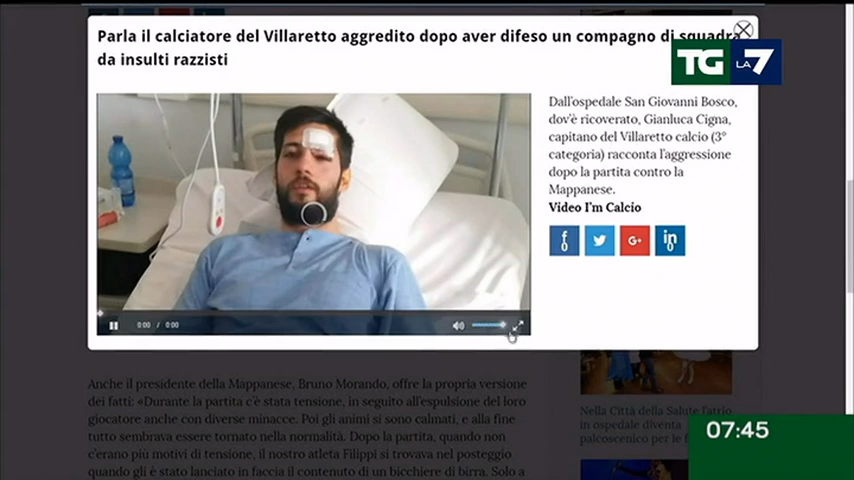 Parla il calciatore del Villaretto aggredito dopo aver difeso un compagno di squadra
da insulti razzisti
TG LA7
Dall'ospedale San Giovanni Bosco,
dov'è ricoverato, Gianluca Cigna,
capitano del Villaretto calcio (3°
categoria) racconta l'aggressione
dopo la partita contro la
Mappanese.
Video I'm Calcio
f
0
G+
in
0
0:00 / 0:00
Anche il presidente della Mappanese, Bruno Morando, offre la propria versione
dei fatti: «Durante la partita c'è stata tensione, in seguito all'espulsione del loro
giocatore anche con diverse minacce. Poi gli animi si sono calmati, e alla fine
tutto sembrava essere tornato nella normalità. Dopo la partita, quando non
c'erano più motivi di tensione, il nostro atleta Filippi si trovava nel posteggio
quando gli è stato lanciato in faccia il contenuto di un bicchiere di birra. Solo a
Nella Città della Salute l'atrio
in ospedale diventa
palcoscenico per le
07:45